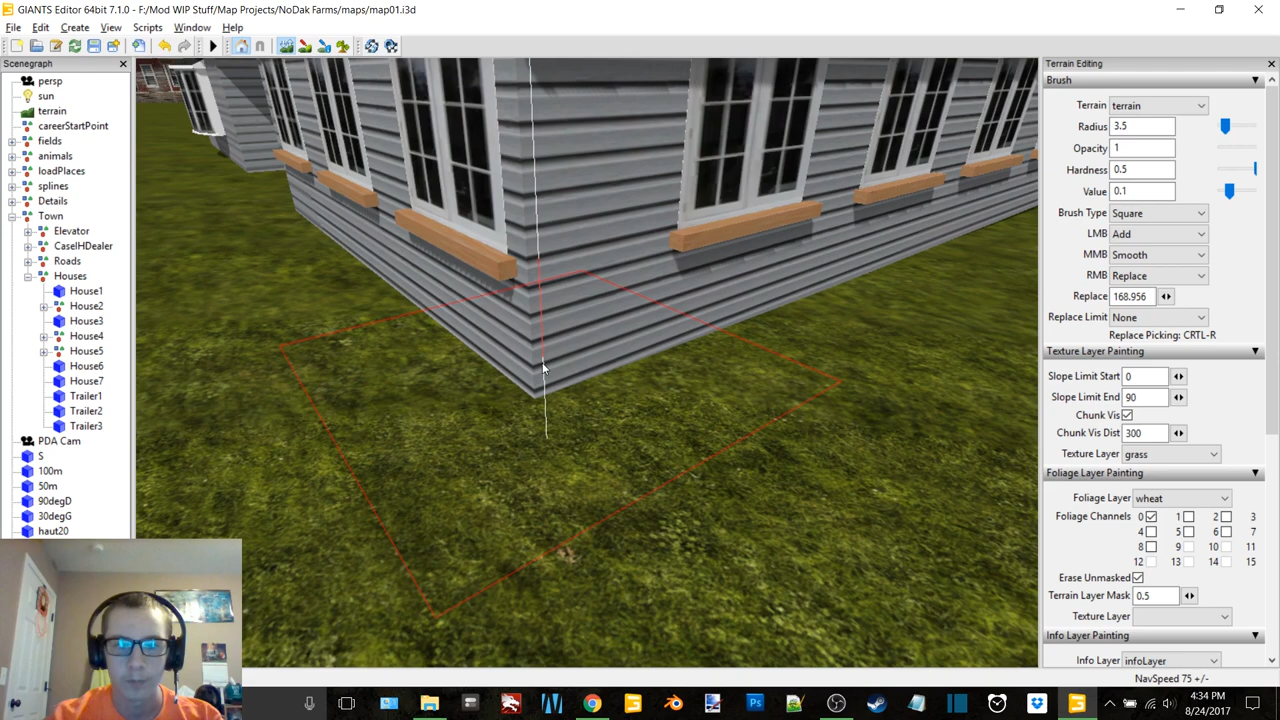 GIANTS Editor 64bit 7.1.0 - F:/Mod WIP Stuff/Map Projects/NoDak Farms/maps/map01.i3d
File Edit Create View Scripts Window Help
Scenegraph
persp
sun
terrain
careerStartPoint
fields
animals
loadPlaces
splines
Details
Town
Elevator
CaseIHDealer
Roads
Houses
House1
House2
House3
House4
House5
House6
House7
Trailer1
Trailer2
Trailer3
PDA Cam
S
100m
50m
90degD
30degG
haut20
Terrain Editing
Brush
Terrain terrain
Radius 3.5
Opacity 1
Hardness 0.5
Value 0.1
Brush Type Square
LMB Add
MMB Smooth
RMB Replace
Replace 168.956
Replace Limit None
Replace Picking: CRTL-R
Texture Layer Painting
Slope Limit Start 0
Slope Limit End 90
Chunk Vis
Chunk Vis Dist 300
Texture Layer grass
Foliage Layer Painting
Foliage Layer wheat
Foliage Channels 0 1 2 3
4 5 6 7
8 9 10 11
12 13 14 15
Erase Unmasked
Terrain Layer Mask 0.5
Texture Layer
Info Layer Painting
Info Layer infoLayer
NavSpeed 75 +/-
4:34 PM
8/24/2017